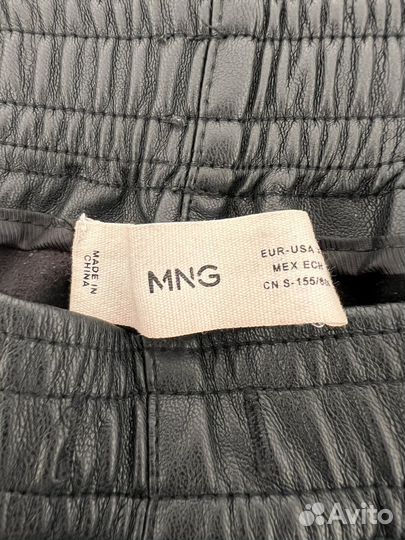 MADE IN
CHINA
MNG
EUR-USA
MEX ECH
CN S-155/
Avito